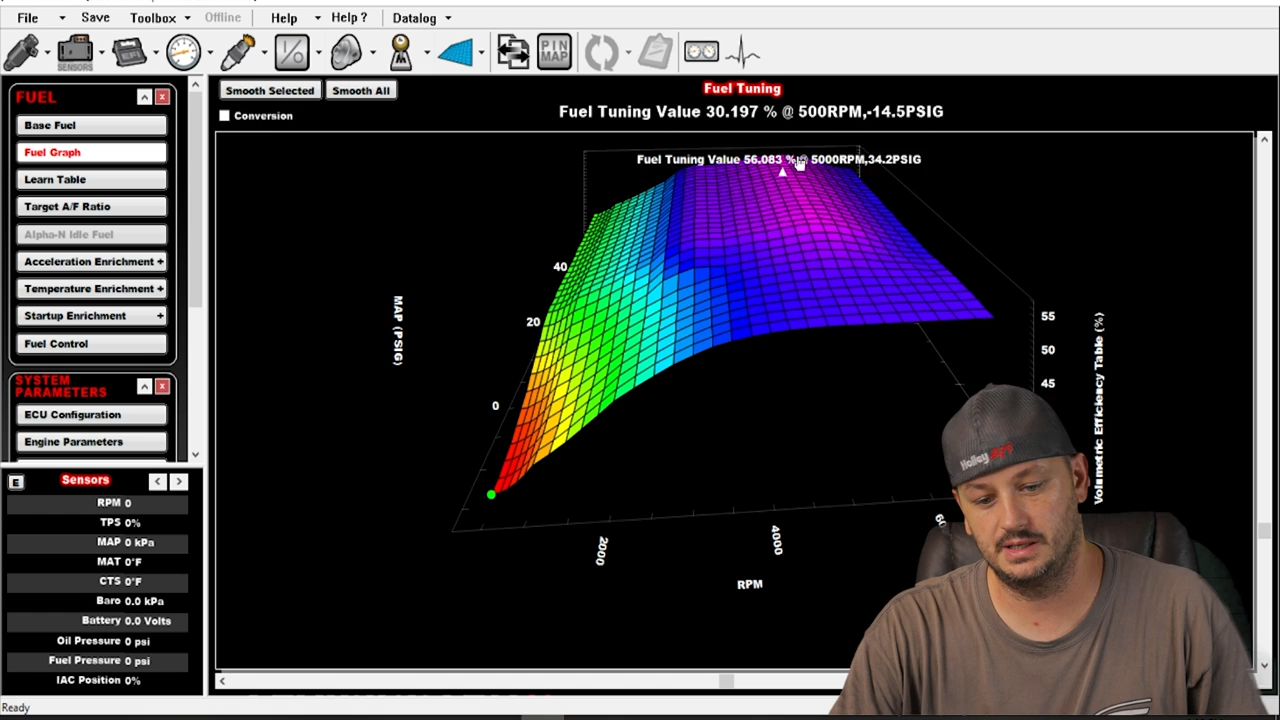 File Save Toolbox Offline Help Help ? Datalog
SENSORS EFI I/O PIN MAP
FUEL
Base Fuel
Fuel Graph
Learn Table
Target A/F Ratio
Alpha-N Idle Fuel
Acceleration Enrichment +
Temperature Enrichment +
Startup Enrichment +
Fuel Control
SYSTEM
PARAMETERS
ECU Configuration
Engine Parameters
E Sensors < >
RPM 0
TPS 0%
MAP 0 kPa
MAT 0°F
CTS 0°F
Baro 0.0 kPa
Battery 0.0 Volts
Oil Pressure 0 psi
Fuel Pressure 0 psi
IAC Position 0%
Ready
Smooth Selected Smooth All
Fuel Tuning
Fuel Tuning Value 30.197 % @ 500RPM,-14.5PSIG
Conversion
Fuel Tuning Value 56.083 %@ 5000RPM,34.2PSIG
MAP (PSIG)
40
20
0
2000
4000
RPM
55
50
45
Volumetric Efficiency Table (%)
Holley EFI